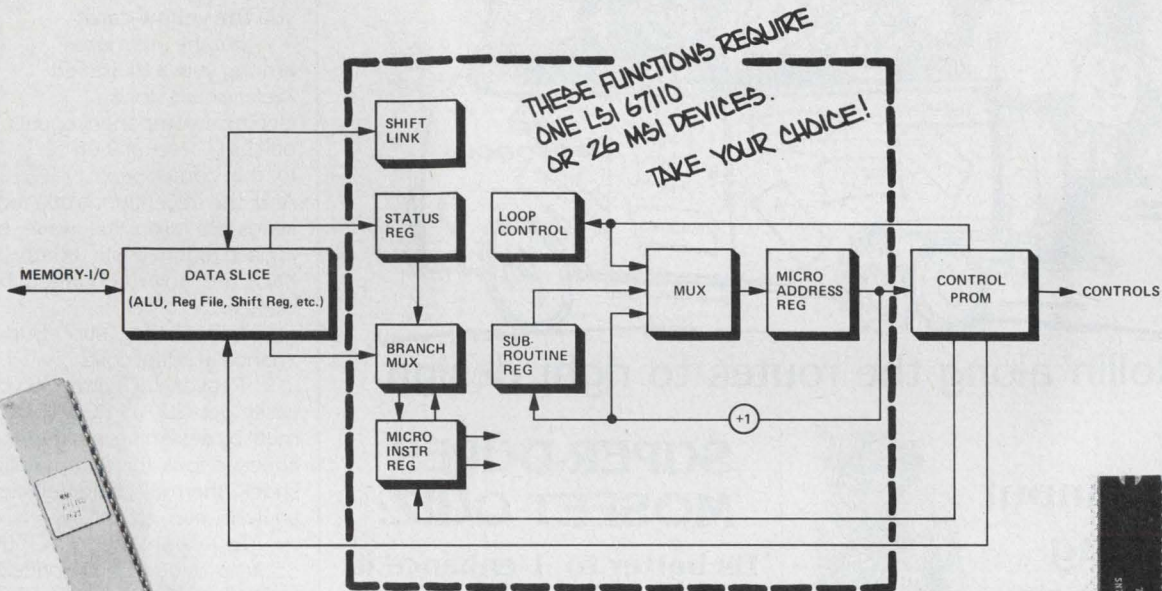 THESE FUNCTIONS REQUIRE
ONE LSI 67110
OR 26 MSI DEVICES.
TAKE YOUR CHOICE!
SHIFT
LINK
STATUS
REG
LOOP
CONTROL
MEMORY-I/O
DATA SLICE
(ALU, Reg File, Shift Reg, etc.)
MUX
MICRO
ADDRESS
REG
CONTROL
PROM
CONTROLS
BRANCH
MUX
SUB-
ROUTINE
REG
+1
MICRO
INSTR
REG